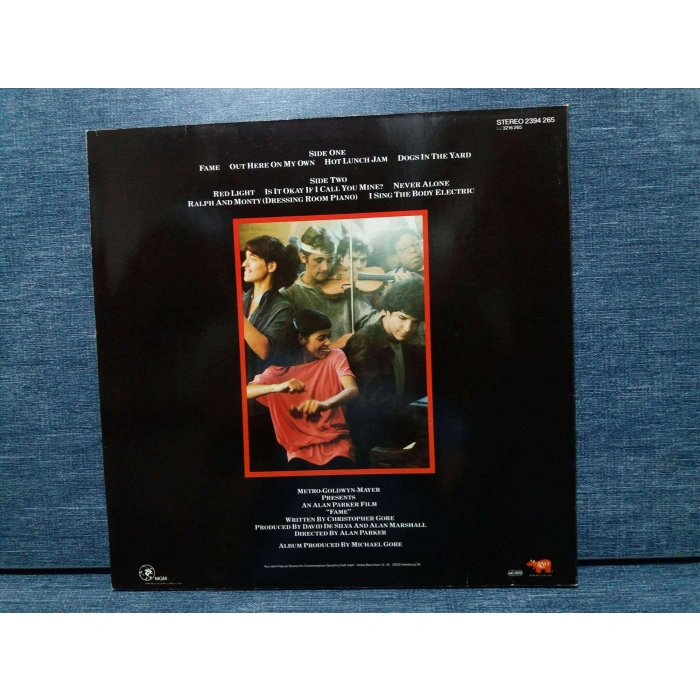 STEREO 2394 265
3216 265
SIDE ONE
FAME OUT HERE ON MY OWN HOT LUNCH JAM DOGS IN THE YARD
SIDE TWO
RED LIGHT IS IT OKAY IF I CALL YOU MINE? NEVER ALONE
RALPH AND MONTY (DRESSING ROOM PIANO) I SING THE BODY ELECTRIC
METRO-GOLDWYN-MAYER
PRESENTS
AN ALAN PARKER FILM
"FAME"
WRITTEN BY CHRISTOPHER GORE
PRODUCED BY DAVID DE SILVA AND ALAN MARSHALL
DIRECTED BY ALAN PARKER
ALBUM PRODUCED BY MICHAEL GORE
MGM